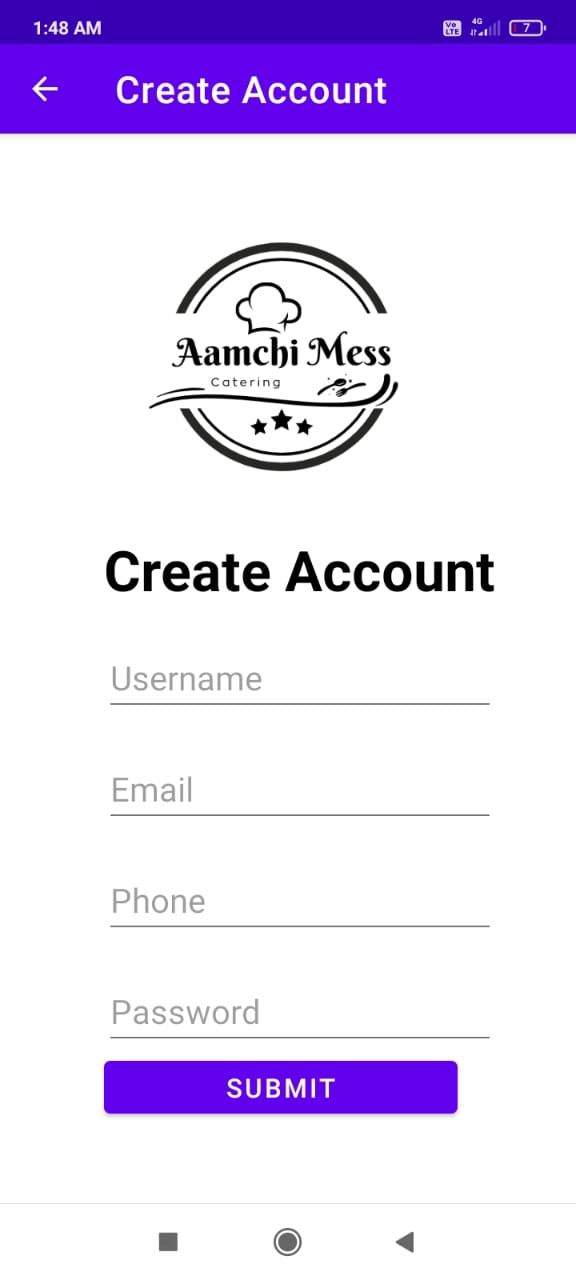 1:48 AM
Vo LTE 4G 7
Create Account
Aamchi Mess
Catering
Create Account
Username
Email
Phone
Password
SUBMIT